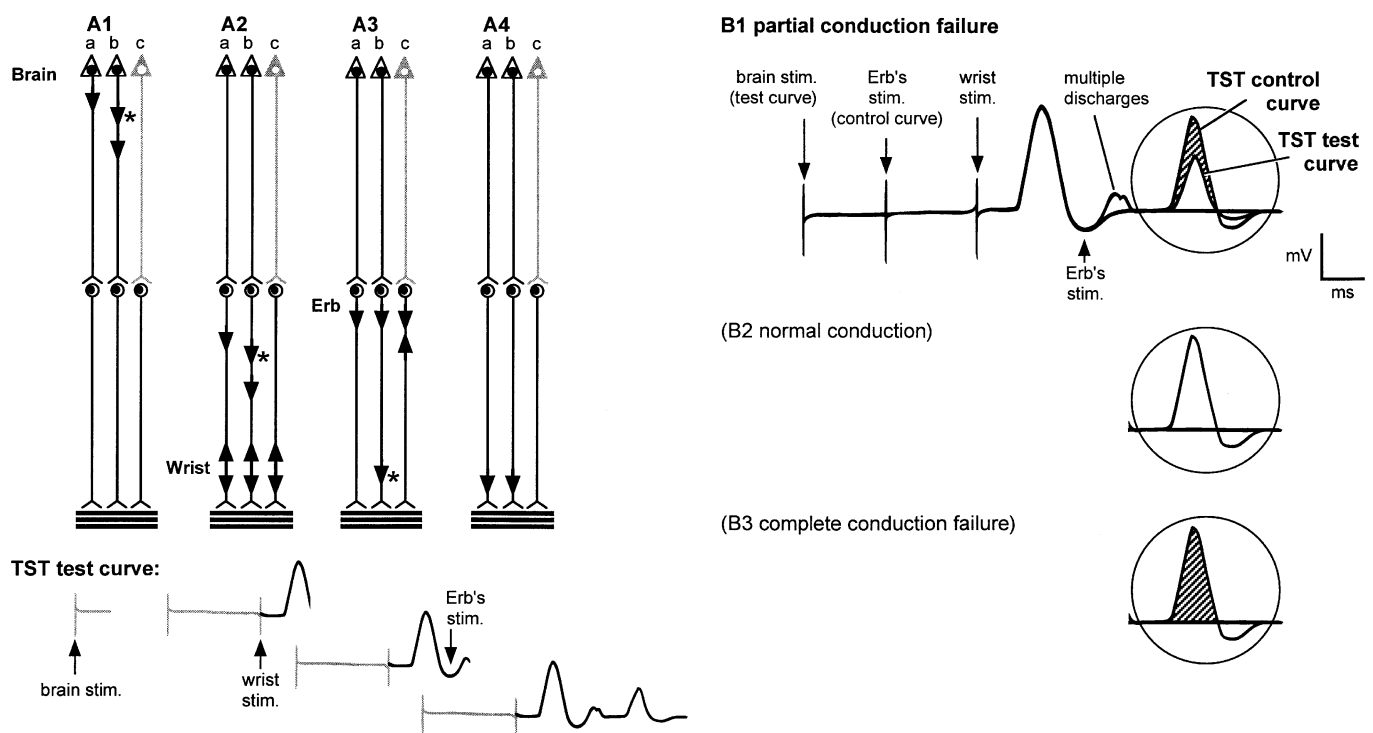 A1
a b c
A2
a b c
A3
a b c
A4
a b c
Brain
*
*
Erb
Wrist
*
TST test curve:
brain stim.
wrist
stim.
Erb's
stim.
B1 partial conduction failure
brain stim.
(test curve)
Erb's
stim.
(control curve)
wrist
stim.
multiple
discharges
TST control
curve
TST test
curve
Erb's
stim.
mV
ms
(B2 normal conduction)
(B3 complete conduction failure)